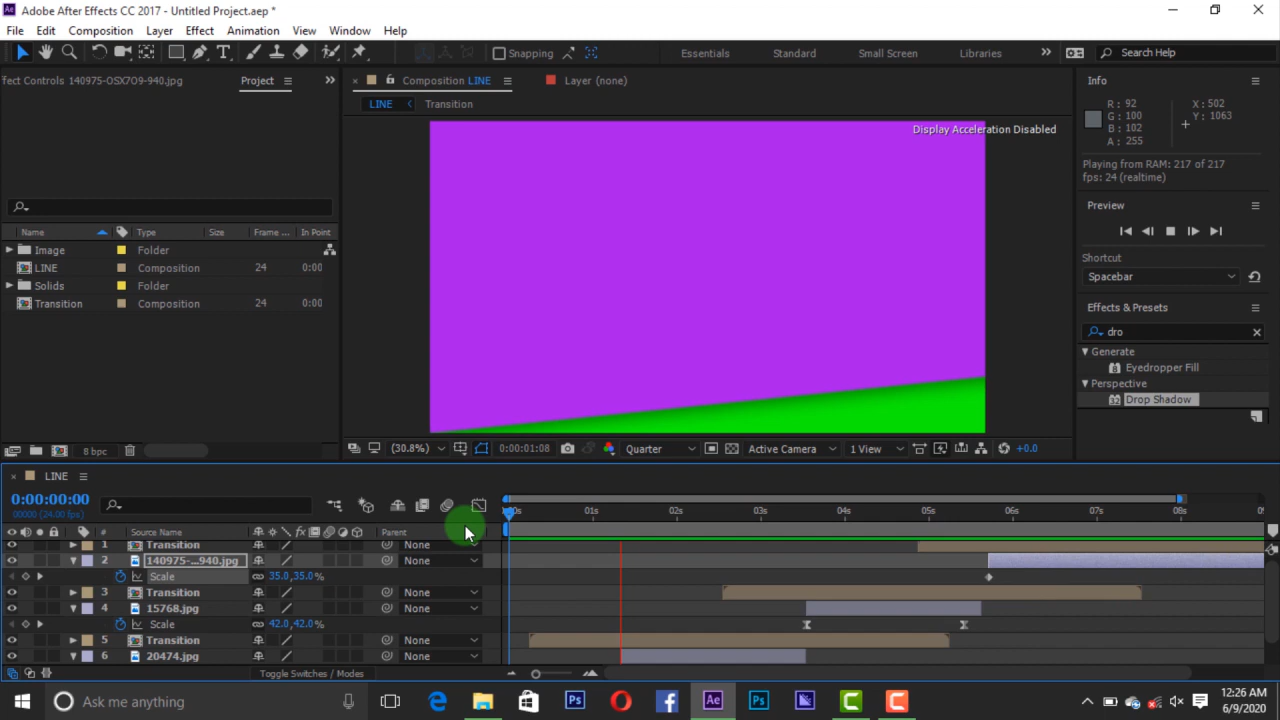 Adobe After Effects CC 2017 - Untitled Project.aep *
File Edit Composition Layer Effect Animation View Window Help
Snapping Essentials Standard Small Screen Libraries Search Help
fect Controls 140975-OSX7O9-940.jpg Project
Composition LINE Layer (none)
LINE Transition
Display Acceleration Disabled
Info
R: 92 X: 502
G: 100 Y: 1063
B: 102
A: 255
Playing from RAM: 217 of 217
fps: 24 (realtime)
Preview
Shortcut
Spacebar
Effects & Presets
dro
Generate
Eyedropper Fill
Perspective
Drop Shadow
Name Type Size Frame ... In Point
Image Folder
LINE Composition 24 0:00
Solids Folder
Transition Composition 24 0:00
8 bpc
(30.8%) 0:00:01:08 Quarter Active Camera 1 View +0.0
LINE
0:00:00:00
00000 (24.00 fps)
# Source Name Parent
:00s 01s 02s 03s 04s 05s 06s 07s 08s 09
1 Transition None
2 140975-...940.jpg None
Scale 35.0,35.0%
3 Transition None
4 15768.jpg None
Scale 42.0,42.0%
5 Transition None
6 20474.jpg None
Toggle Switches / Modes
Ask me anything
12:26 AM
6/9/2020